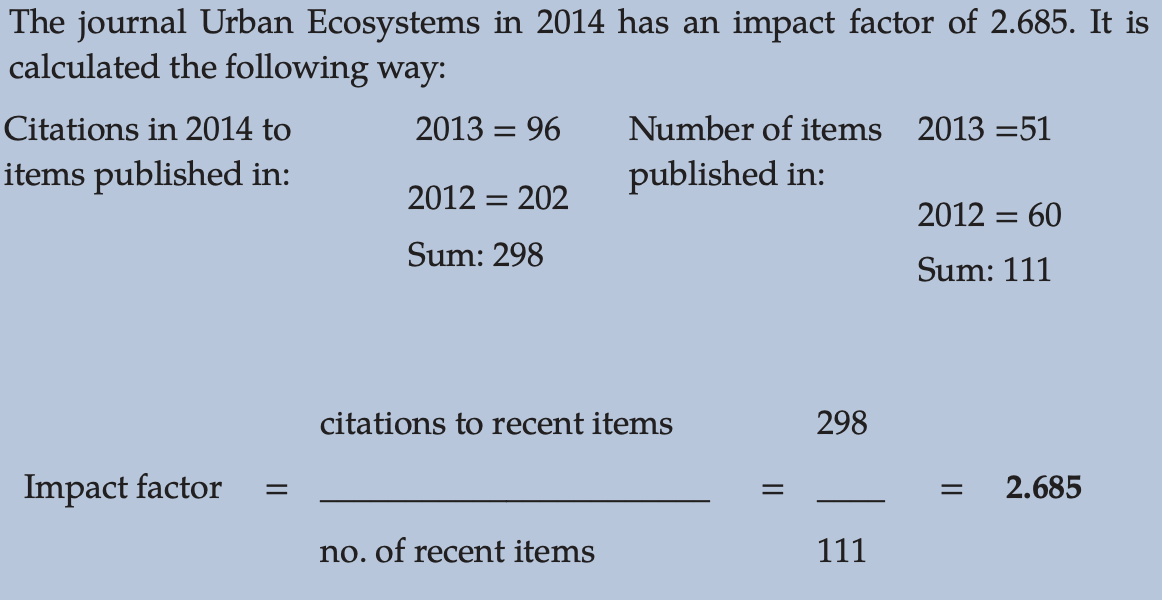 The journal Urban Ecosystems in 2014 has an impact factor of 2.685. It is
calculated the following way:
Citations in 2014 to
items published in:
2013 = 96
2012 = 202
Sum: 298
Number of items
published in:
2013 =51
2012 = 60
Sum: 111
citations to recent items
298
Impact factor = = = 2.685
no. of recent items
111